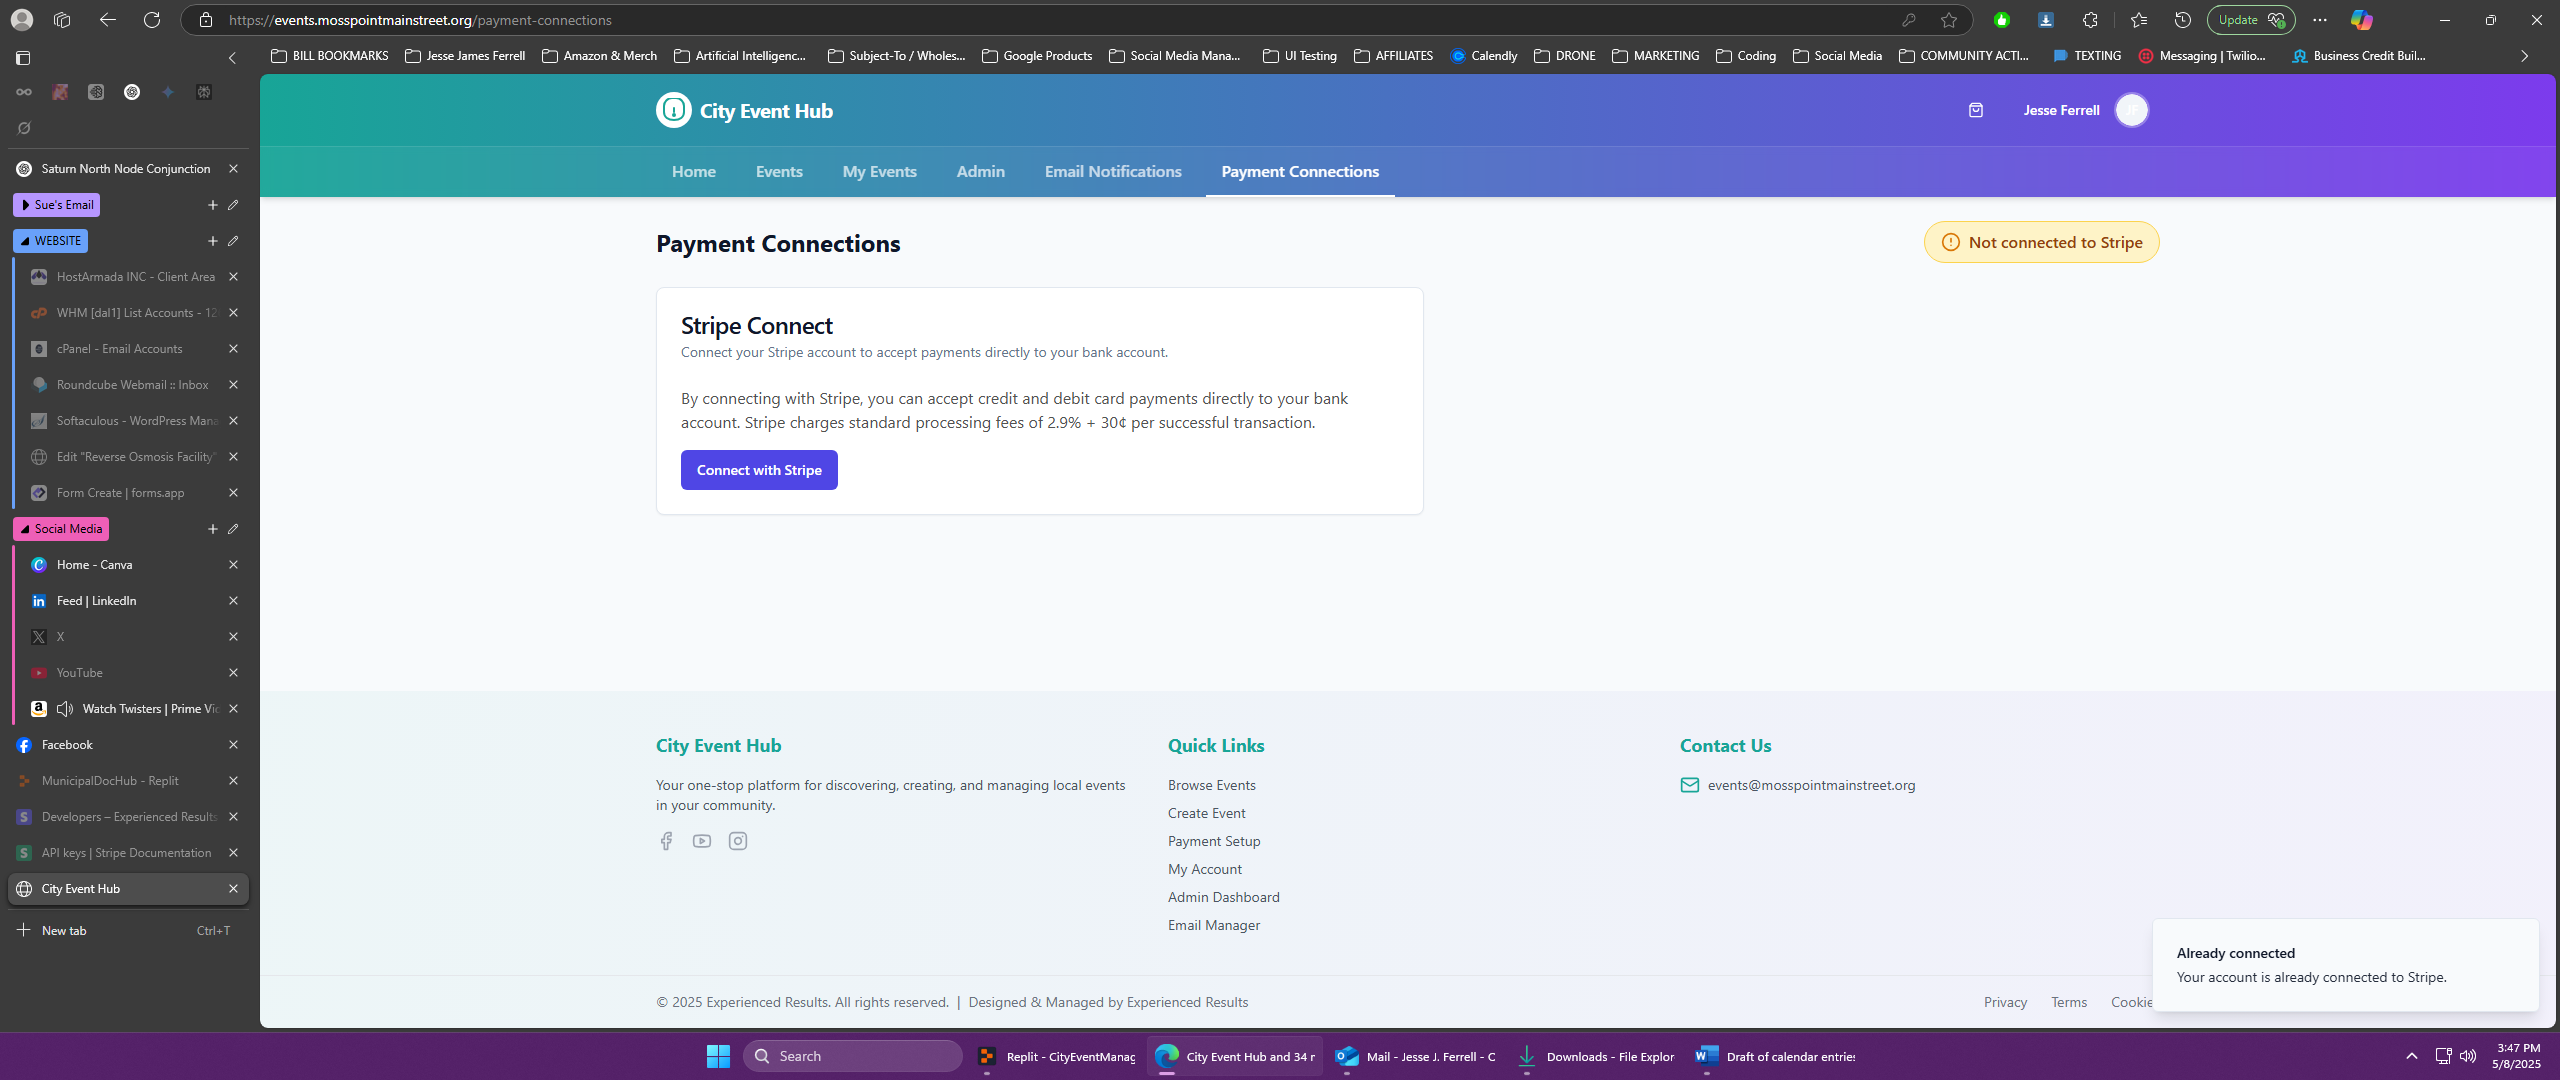 https://events.mosspointmainstreet.org/payment-connections
Update
BILL BOOKMARKS
Jesse James Ferrell
Amazon & Merch
Artificial Intelligenc...
Subject-To / Wholes...
Google Products
Social Media Mana...
UI Testing
AFFILIATES
Calendly
DRONE
MARKETING
Coding
Social Media
COMMUNITY ACTI...
TEXTING
Messaging | Twilio...
Business Credit Buil...
Saturn North Node Conjunction
Sue's Email
WEBSITE
HostArmada INC - Client Area
WHM [dal1] List Accounts - 12
cPanel - Email Accounts
Roundcube Webmail :: Inbox
Softaculous - WordPress Mana
Edit "Reverse Osmosis Facility"
Form Create | forms.app
Social Media
Home - Canva
Feed | LinkedIn
X
YouTube
Watch Twisters | Prime Vid
Facebook
MunicipalDocHub - Replit
Developers – Experienced Results
API keys | Stripe Documentation
City Event Hub
New tab
Ctrl+T
City Event Hub
Jesse Ferrell
JF
Home
Events
My Events
Admin
Email Notifications
Payment Connections
Payment Connections
Not connected to Stripe
Stripe Connect
Connect your Stripe account to accept payments directly to your bank account.
By connecting with Stripe, you can accept credit and debit card payments directly to your bank
account. Stripe charges standard processing fees of 2.9% + 30¢ per successful transaction.
Connect with Stripe
City Event Hub
Your one-stop platform for discovering, creating, and managing local events
in your community.
Quick Links
Browse Events
Create Event
Payment Setup
My Account
Admin Dashboard
Email Manager
Contact Us
events@mosspointmainstreet.org
Already connected
Your account is already connected to Stripe.
© 2025 Experienced Results. All rights reserved. | Designed & Managed by Experienced Results
Privacy
Terms
Cookie
Search
Replit - CityEventManag
City Event Hub and 34 r
Mail - Jesse J. Ferrell - C
Downloads - File Explor
Draft of calendar entries
3:47 PM
5/8/2025